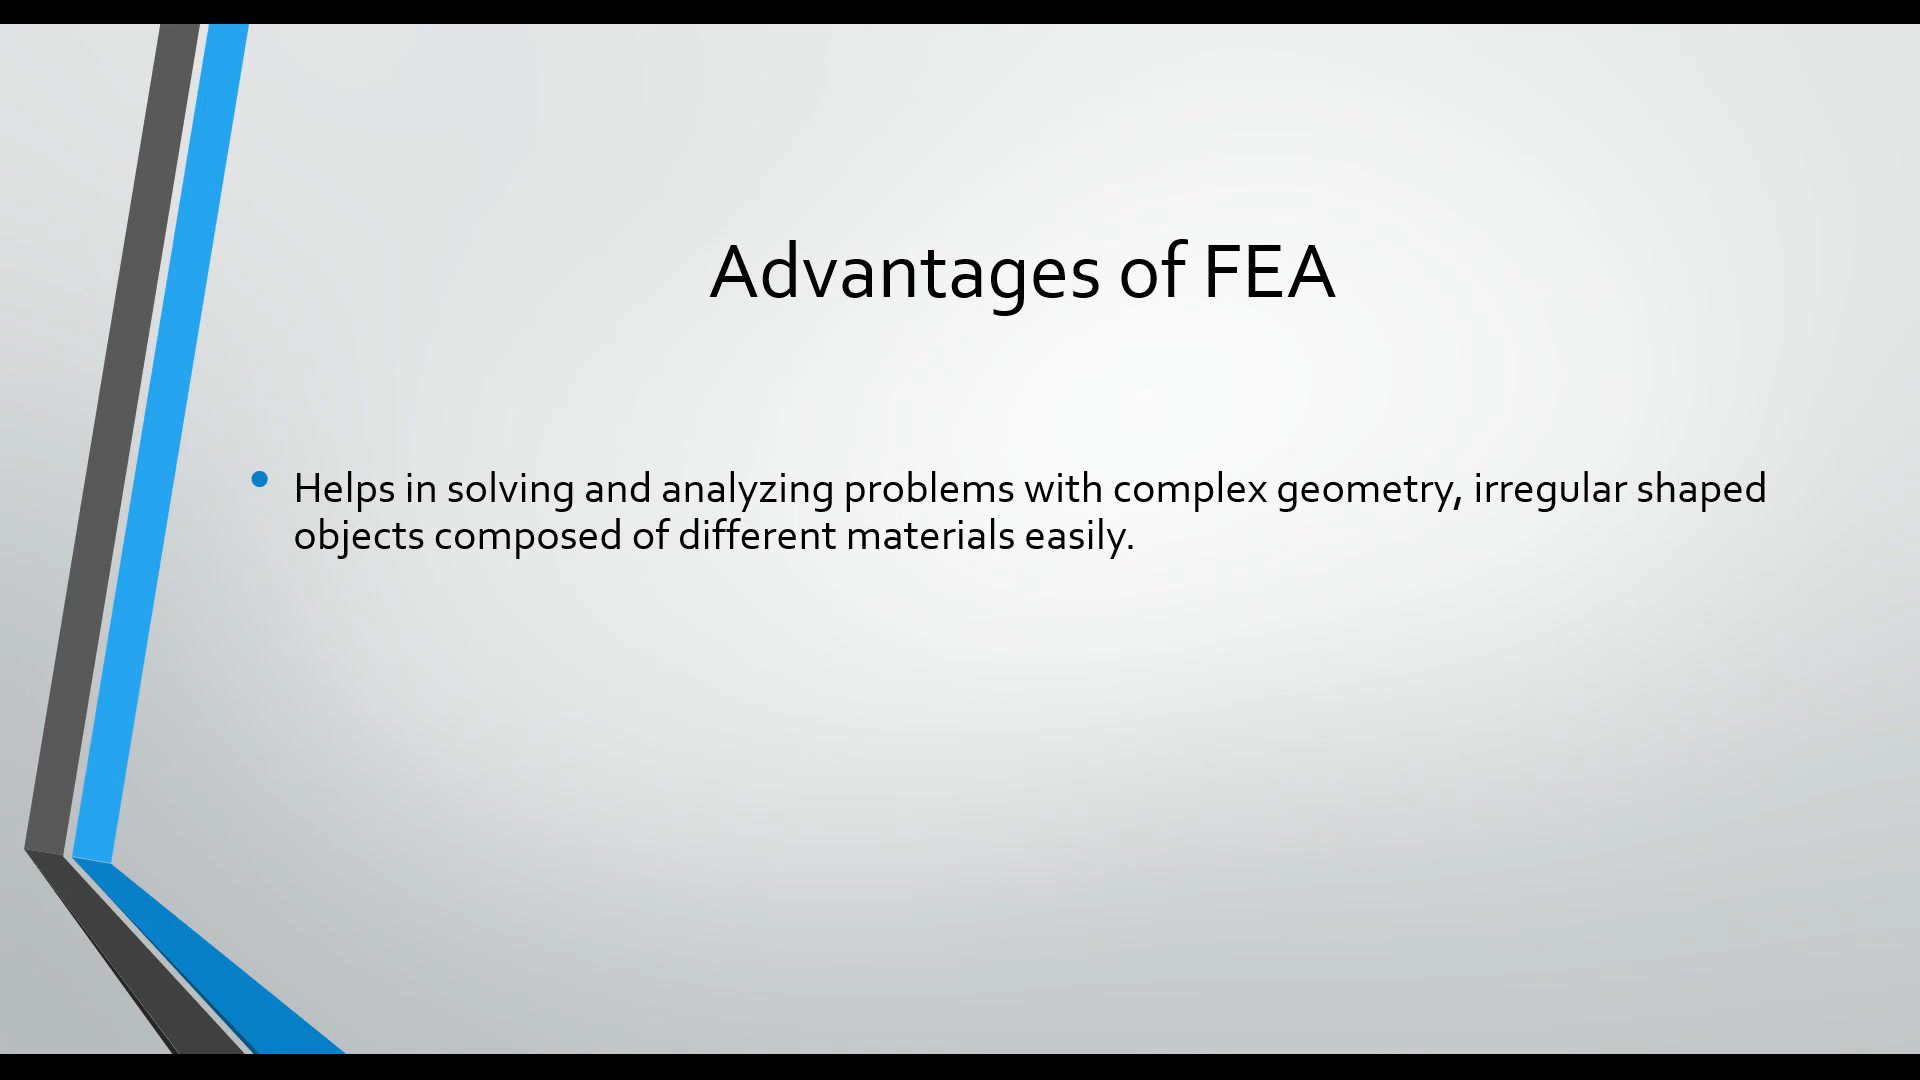 Advantages of FEA
Helps in solving and analyzing problems with complex geometry, irregular shaped
objects composed of different materials easily.